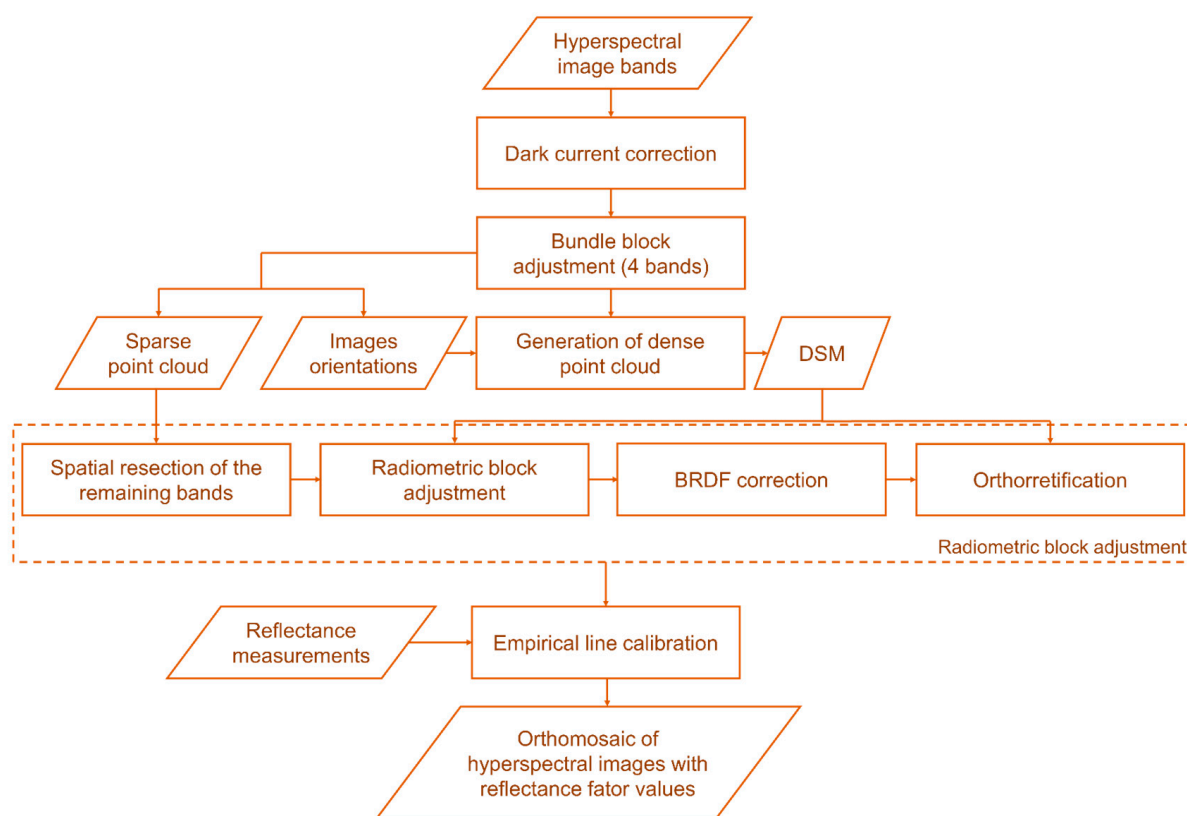 Hyperspectral
image bands
Dark current correction
Bundle block
adjustment (4 bands)
Sparse
point cloud
Images
orientations
Generation of dense
point cloud
DSM
Spatial resection of the
remaining bands
Radiometric block
adjustment
BRDF correction
Orthorretification
Radiometric block adjustment
Reflectance
measurements
Empirical line calibration
Orthomosaic of
hyperspectral images with
reflectance fator values